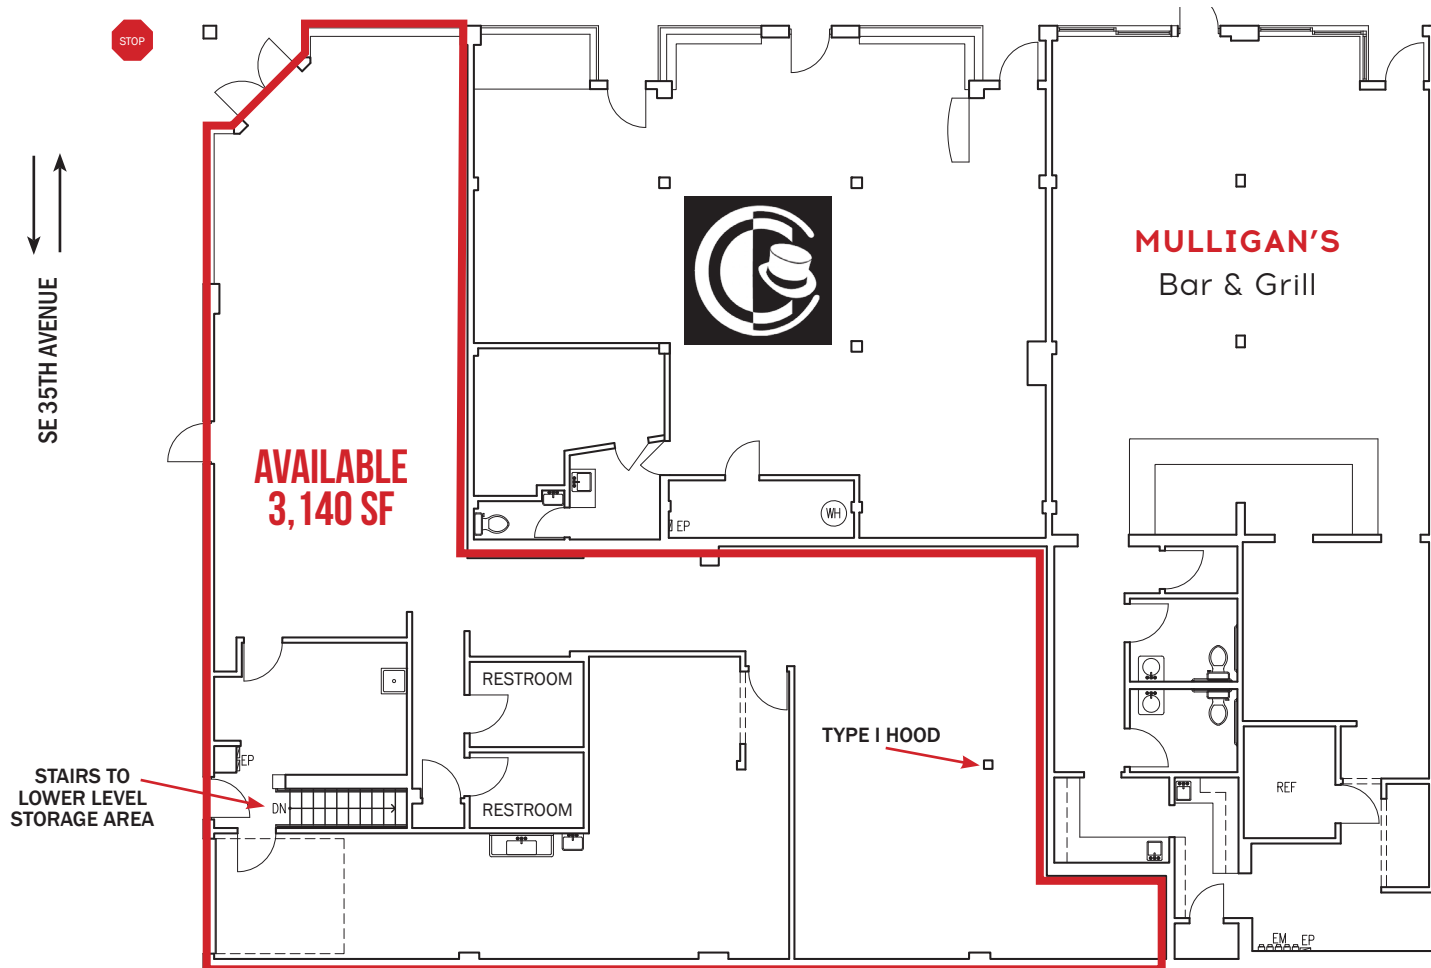 STOP
SE 35TH AVENUE
MULLIGAN'S
Bar & Grill
AVAILABLE
3,140 SF
WH
EP
RESTROOM
TYPE I HOOD
EP
STAIRS TO
LOWER LEVEL
STORAGE AREA
DN
RESTROOM
REF
EM
EP